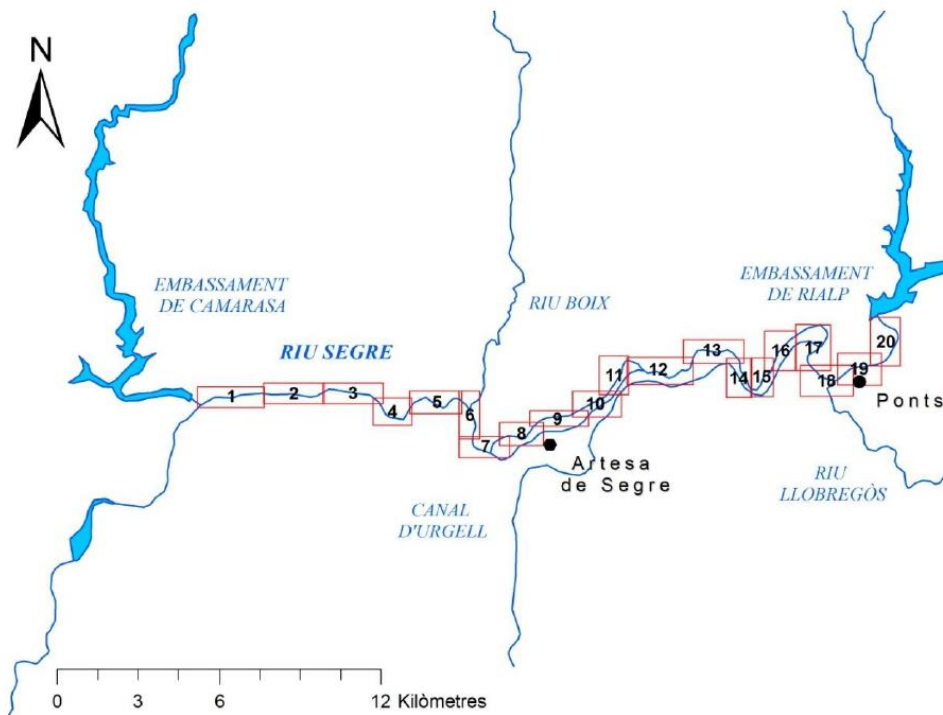 N
EMBASSAMENT
DE CAMARASA
EMBASSAMENT
DE RIALP
RIU BOIX
RIU SEGRE
1
2
3
4
5
6
7
8
9
10
11
12
13
14
15
16
17
18
19
20
Ponts
Artesa
de Segre
RIU
LLOBREGÒS
CANAL
D'URGELL
0 3 6 12 Kilòmetres